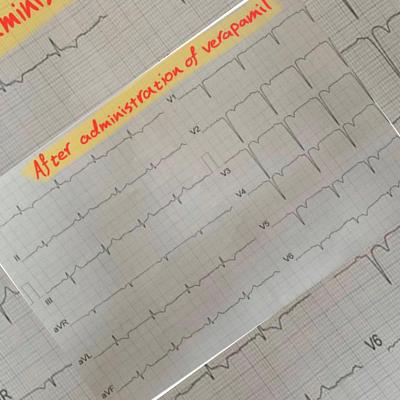 After administration of verapamil
V1
V2
V3
V4
V5
V6
II
III
aVR
aVL
aVF
V6